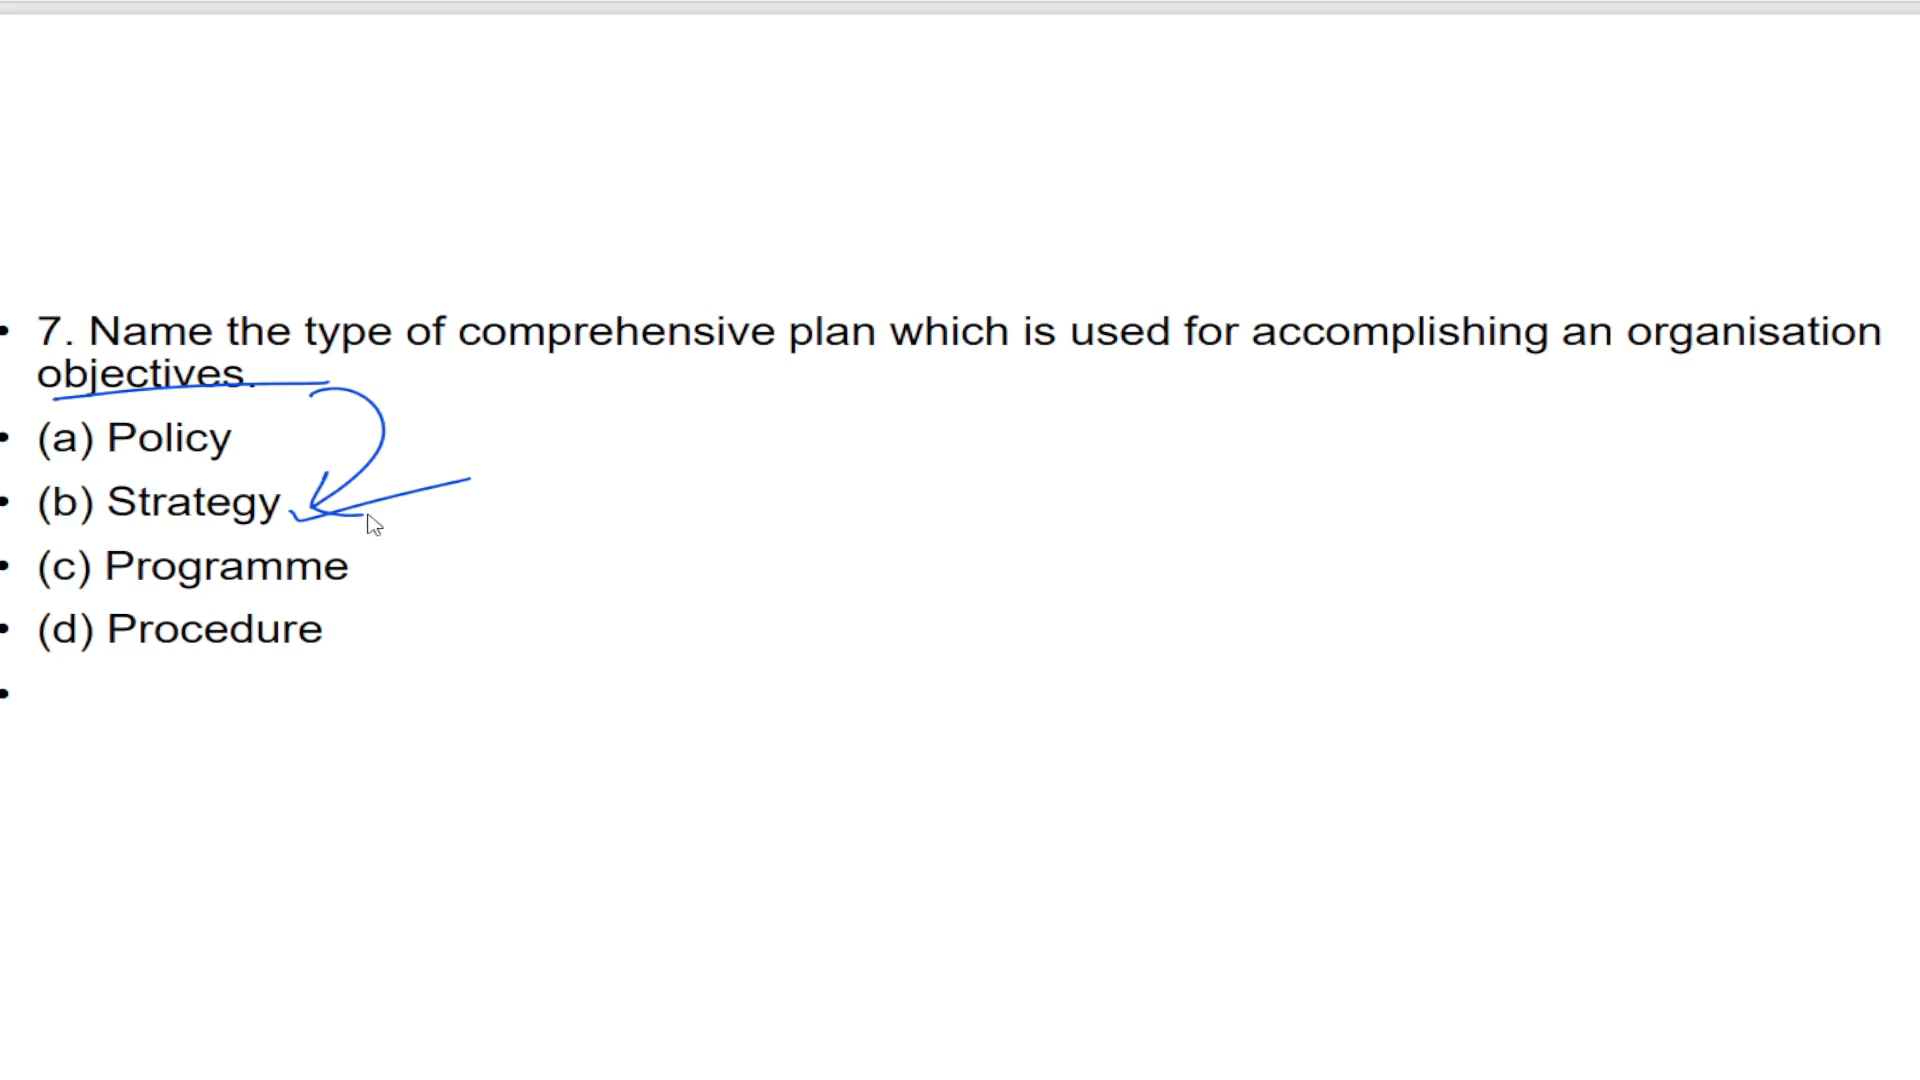 • 7. Name the type of comprehensive plan which is used for accomplishing an organisation
objectives.
• (a) Policy
• (b) Strategy
• (c) Programme
• (d) Procedure
•